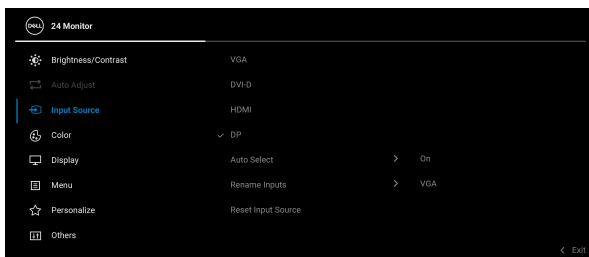 DELL 24 Monitor
Brightness/Contrast VGA
Auto Adjust DVI-D
Input Source HDMI
Color ✓ DP
Display Auto Select > On
Menu Rename Inputs > VGA
Personalize Reset Input Source
Others
< Exit